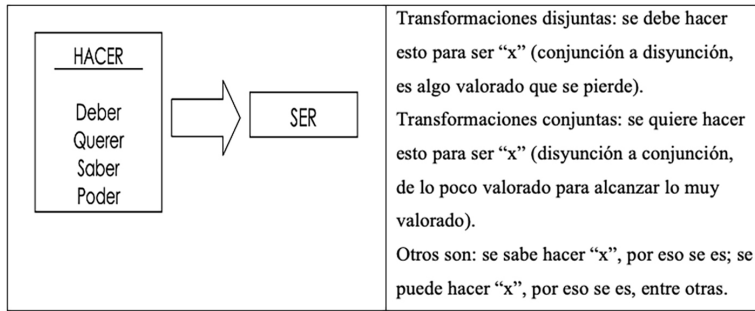 HACER
Deber
Querer
Saber
Poder
SER
Transformaciones disjuntas: se debe hacer
esto para ser “x” (conjunción a disyunción,
es algo valorado que se pierde).
Transformaciones conjuntas: se quiere hacer
esto para ser “x” (disyunción a conjunción,
de lo poco valorado para alcanzar lo muy
valorado).
Otros son: se sabe hacer “x”, por eso se es; se
puede hacer “x”, por eso se es, entre otras.